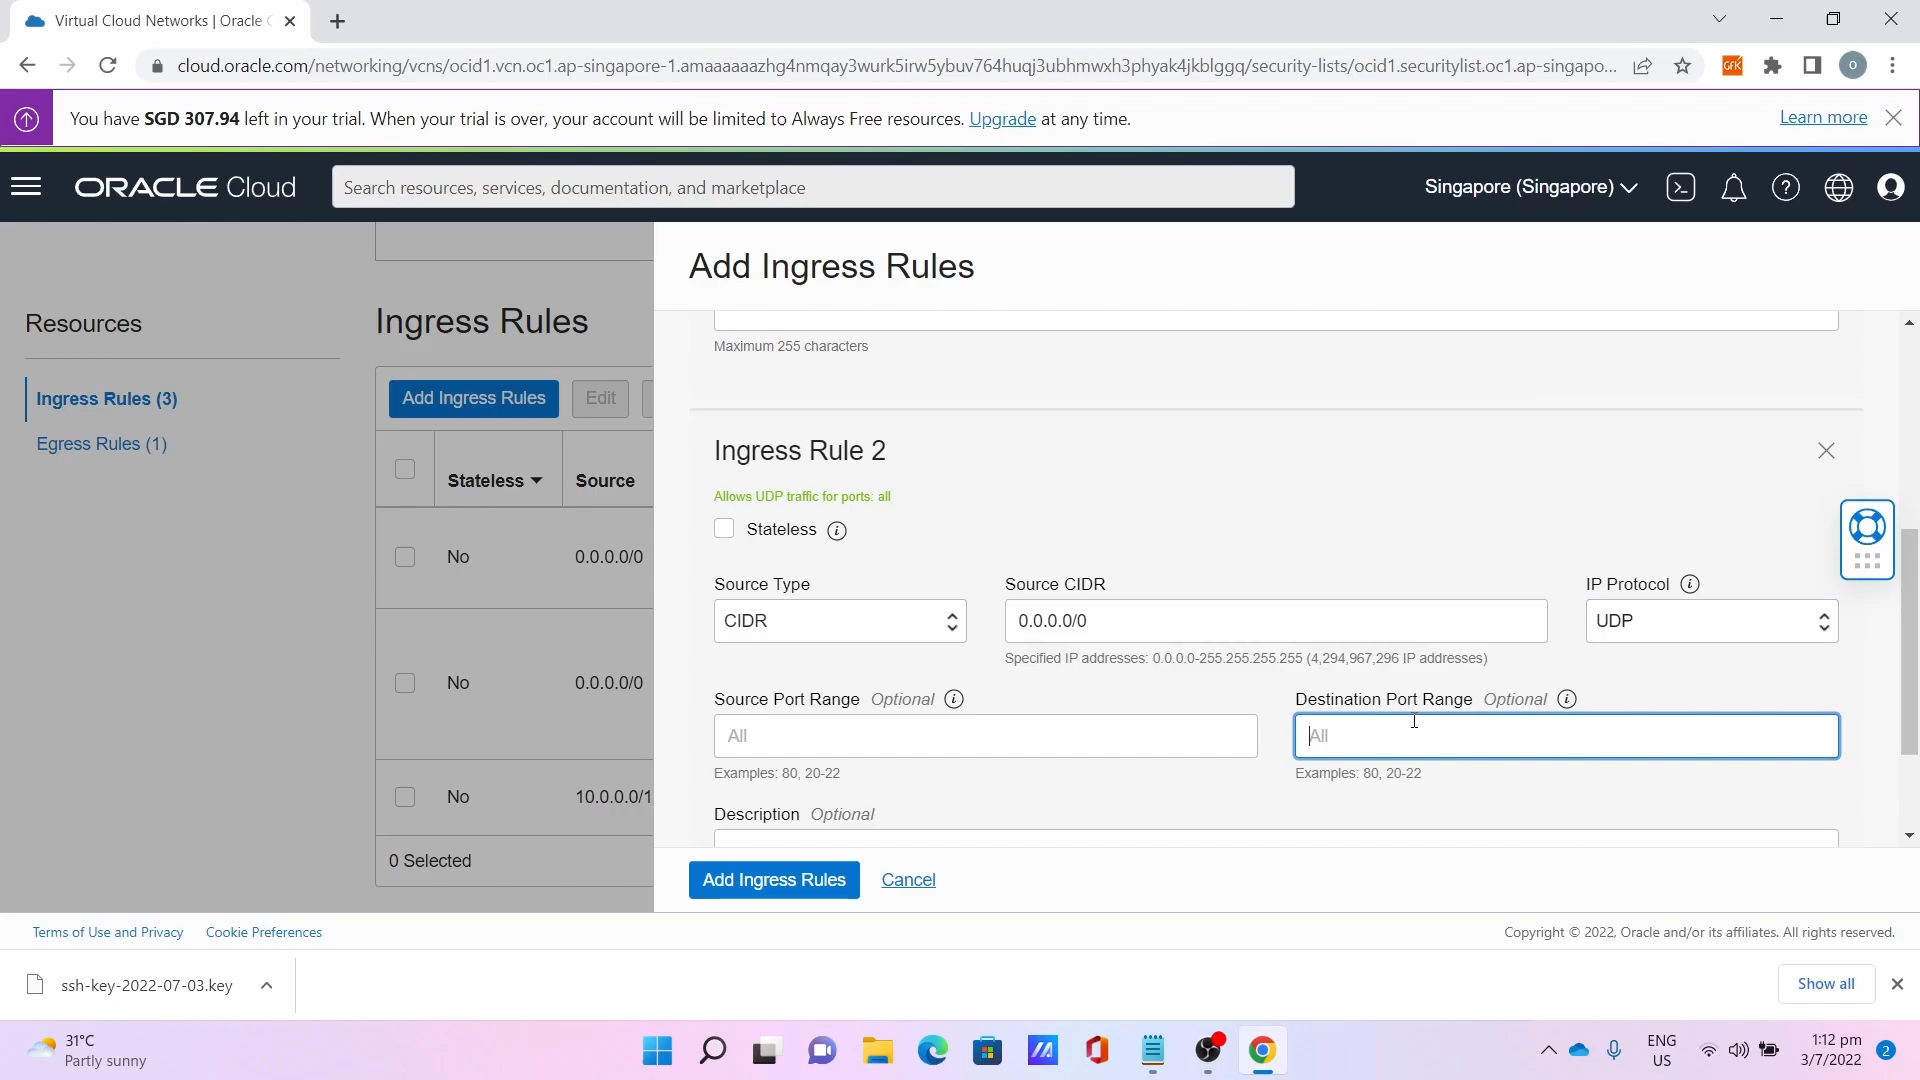 Virtual Cloud Networks | Oracle C
cloud.oracle.com/networking/vcns/ocid1.vcn.oc1.ap-singapore-1.amaaaaaazhg4nmqay3wurk5irw5ybuv764huqj3ubhmwxh3phyak4jkblggq/security-lists/ocid1.securitylist.oc1.ap-singapo...
GFK
O
You have SGD 307.94 left in your trial. When your trial is over, your account will be limited to Always Free resources. Upgrade at any time.
Learn more
ORACLE Cloud
Search resources, services, documentation, and marketplace
Singapore (Singapore)
Resources
Ingress Rules (3)
Egress Rules (1)
Ingress Rules
Add Ingress Rules
Edit
Stateless
Source
No
0.0.0.0/0
No
0.0.0.0/0
No
10.0.0.0/1
0 Selected
Add Ingress Rules
Maximum 255 characters
Ingress Rule 2
Allows UDP traffic for ports: all
Stateless
Source Type
Source CIDR
IP Protocol
CIDR
0.0.0.0/0
UDP
Specified IP addresses: 0.0.0.0-255.255.255.255 (4,294,967,296 IP addresses)
Source Port Range Optional
Destination Port Range Optional
All
All
Examples: 80, 20-22
Examples: 80, 20-22
Description Optional
Add Ingress Rules
Cancel
Terms of Use and Privacy
Cookie Preferences
Copyright © 2022, Oracle and/or its affiliates. All rights reserved.
ssh-key-2022-07-03.key
Show all
31°C
Partly sunny
ENG
US
1:12 pm
3/7/2022
2